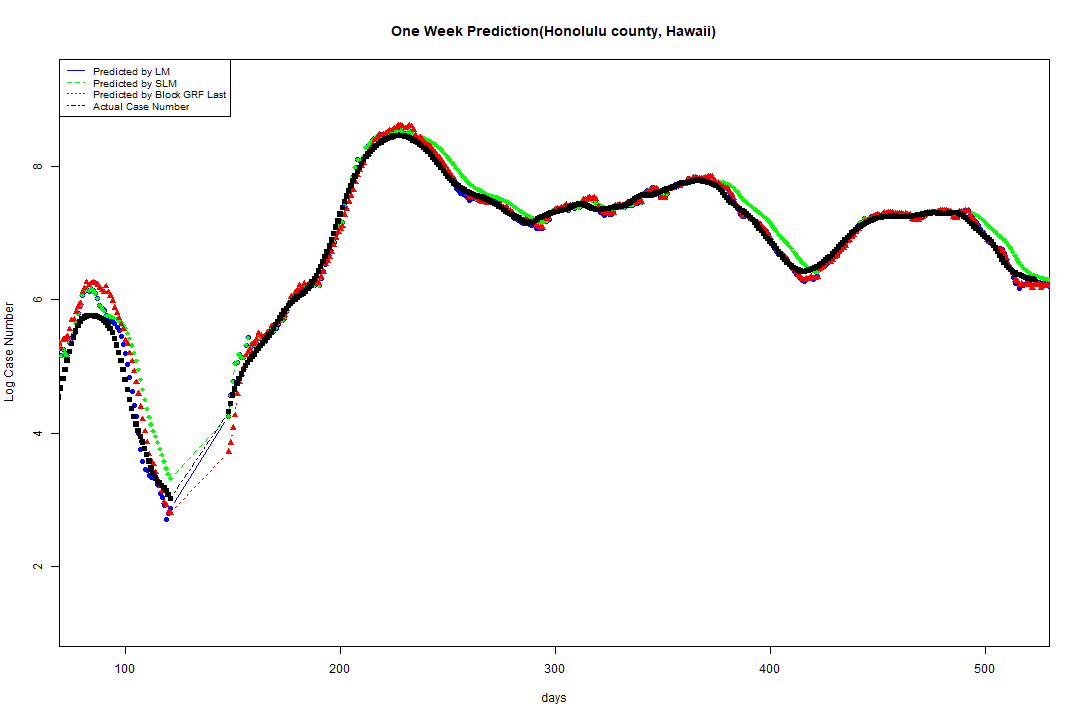 One Week Prediction(Honolulu county, Hawaii)
Predicted by LM
Predicted by SLM
Predicted by Block GRF Last
Actual Case Number
8
6
4
2
Log Case Number
100 200 300 400 500
days